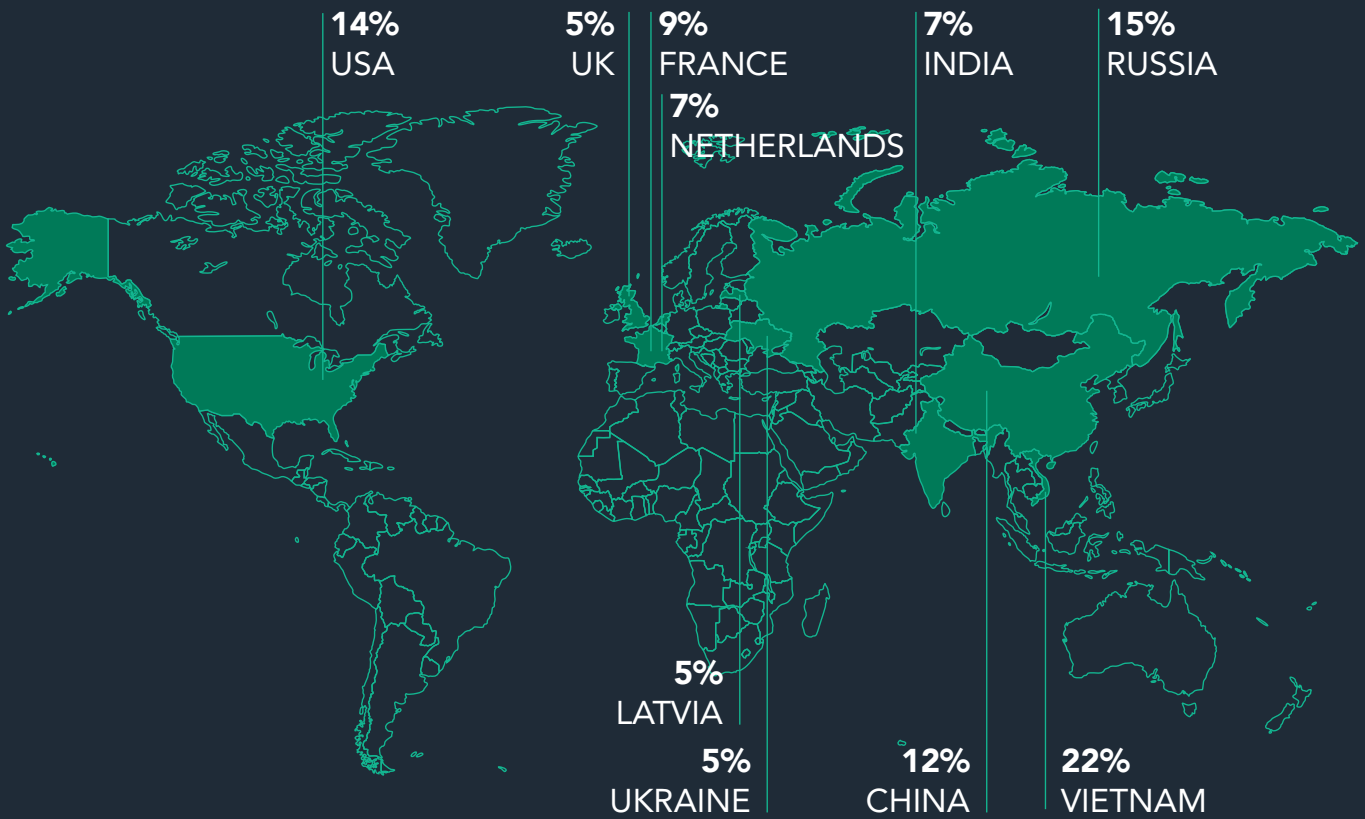 14%
USA
5%
UK
9%
FRANCE
7%
NETHERLANDS
7%
INDIA
15%
RUSSIA
5%
LATVIA
5%
UKRAINE
12%
CHINA
22%
VIETNAM